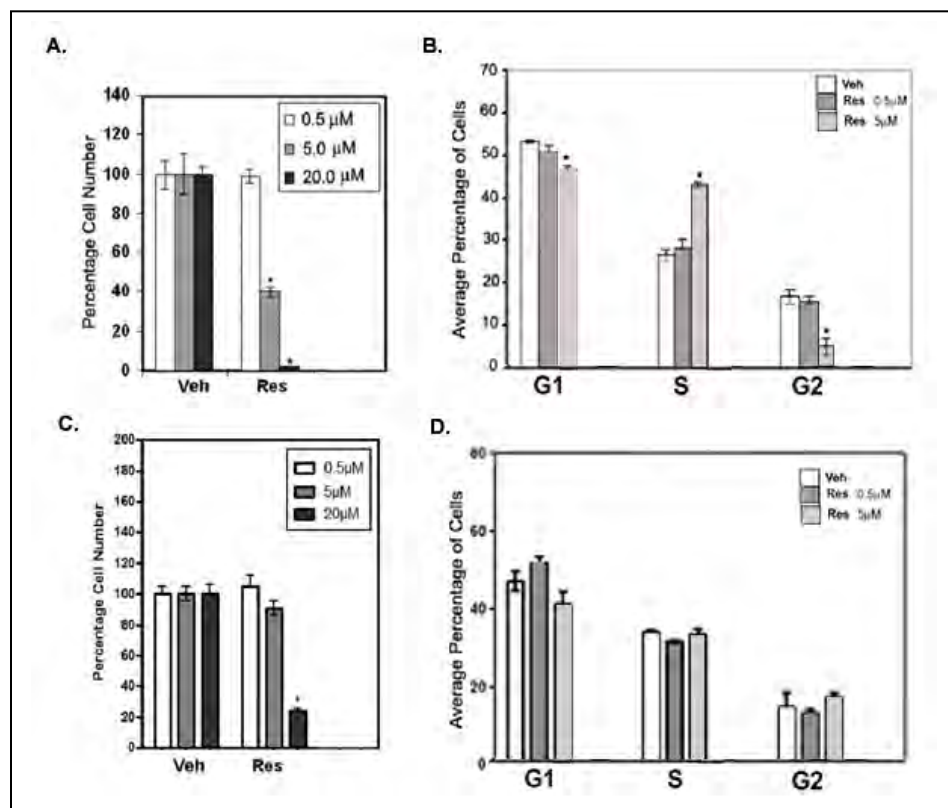 A.
Percentage Cell Number
140
120
100
80
60
40
20
0
0.5 µM
5.0 µM
20.0 µM
*
*
Veh Res
B.
Average Percentage of Cells
70
60
50
40
30
20
10
0
Veh
Res 0.5µM
Res 5µM
*
*
*
G1 S G2
C.
Percentage Cell Number
200
180
160
140
120
100
80
60
40
20
0
0.5µM
5µM
20µM
*
Veh Res
D.
Average Percentage of Cells
80
60
40
20
0
Veh
Res 0.5µM
Res 5µM
G1 S G2